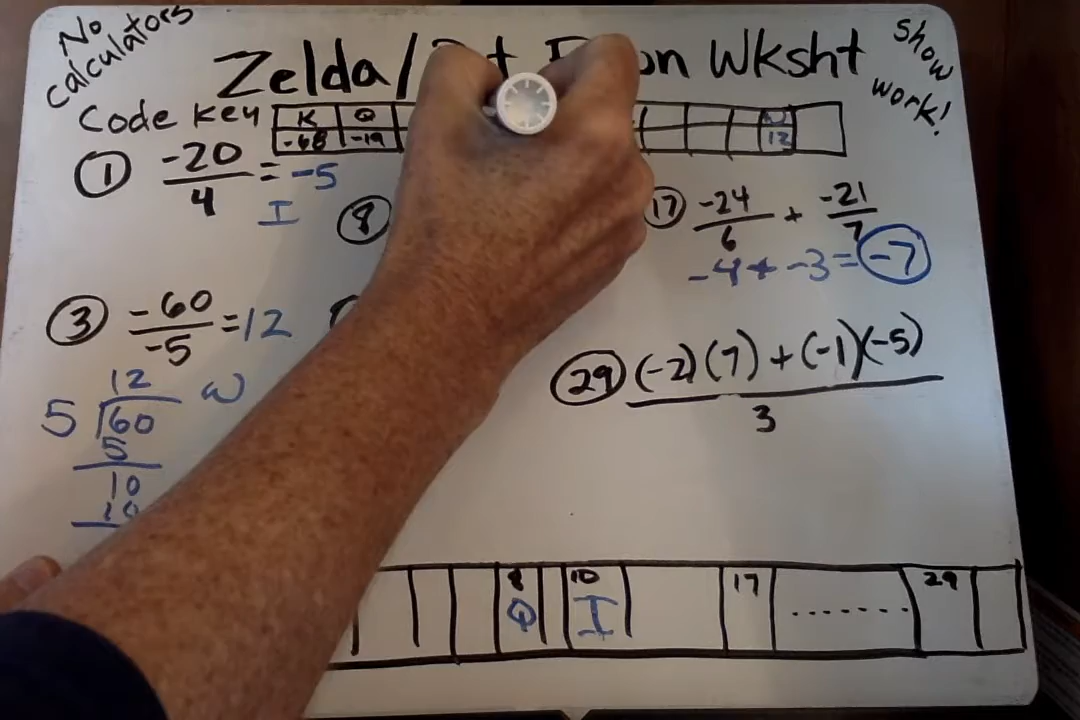 No calculators
Zelda/
on Wksht
show work!
Code Key
K Q W
-68 -19 12
① -20/4 = -5
I
⑧
⑰ -24/6 + -21/7
-4 + -3 = -7
③ -60/-5 = 12
12
5 60
W
5
10
10
㉙ (-2)(7) + (-1)(-5)
3
8 10 17 29
Q I ........